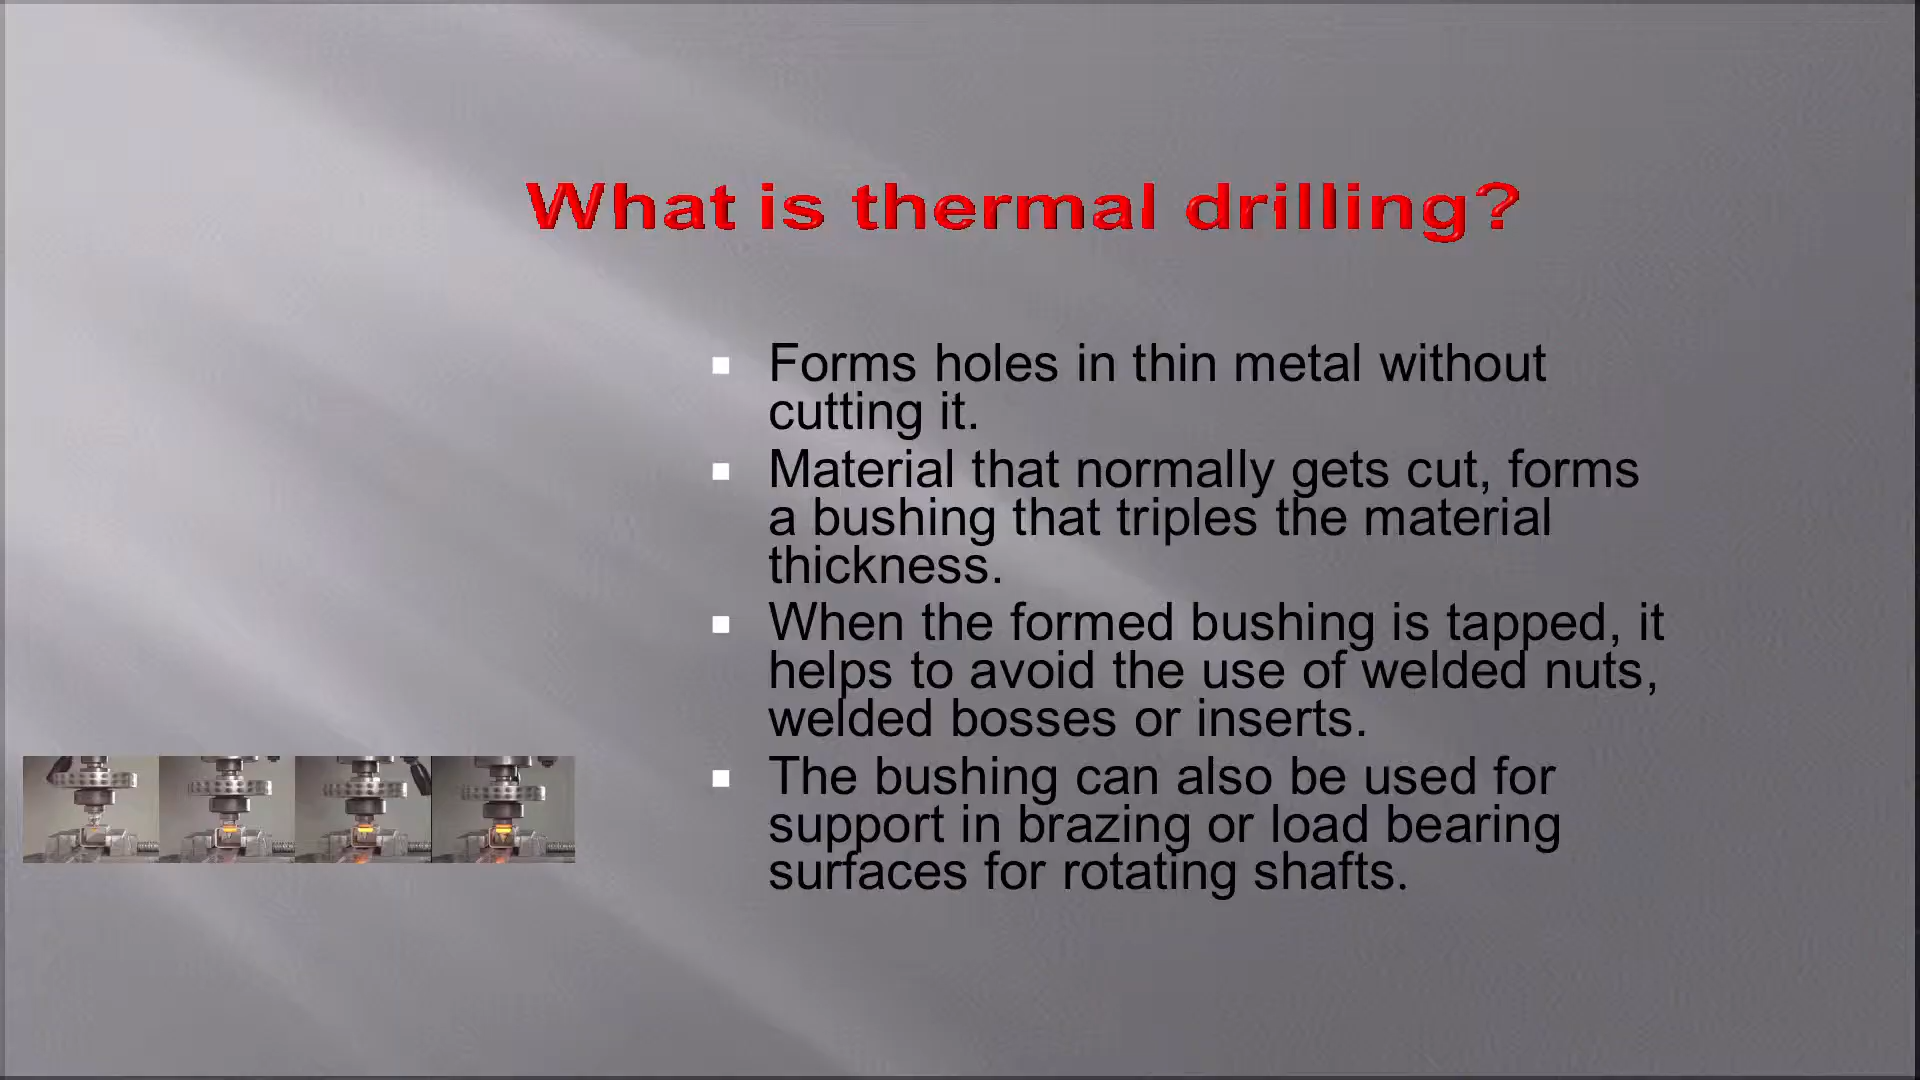 What is thermal drilling?
Forms holes in thin metal without
cutting it.
Material that normally gets cut, forms
a bushing that triples the material
thickness.
When the formed bushing is tapped, it
helps to avoid the use of welded nuts,
welded bosses or inserts.
The bushing can also be used for
support in brazing or load bearing
surfaces for rotating shafts.